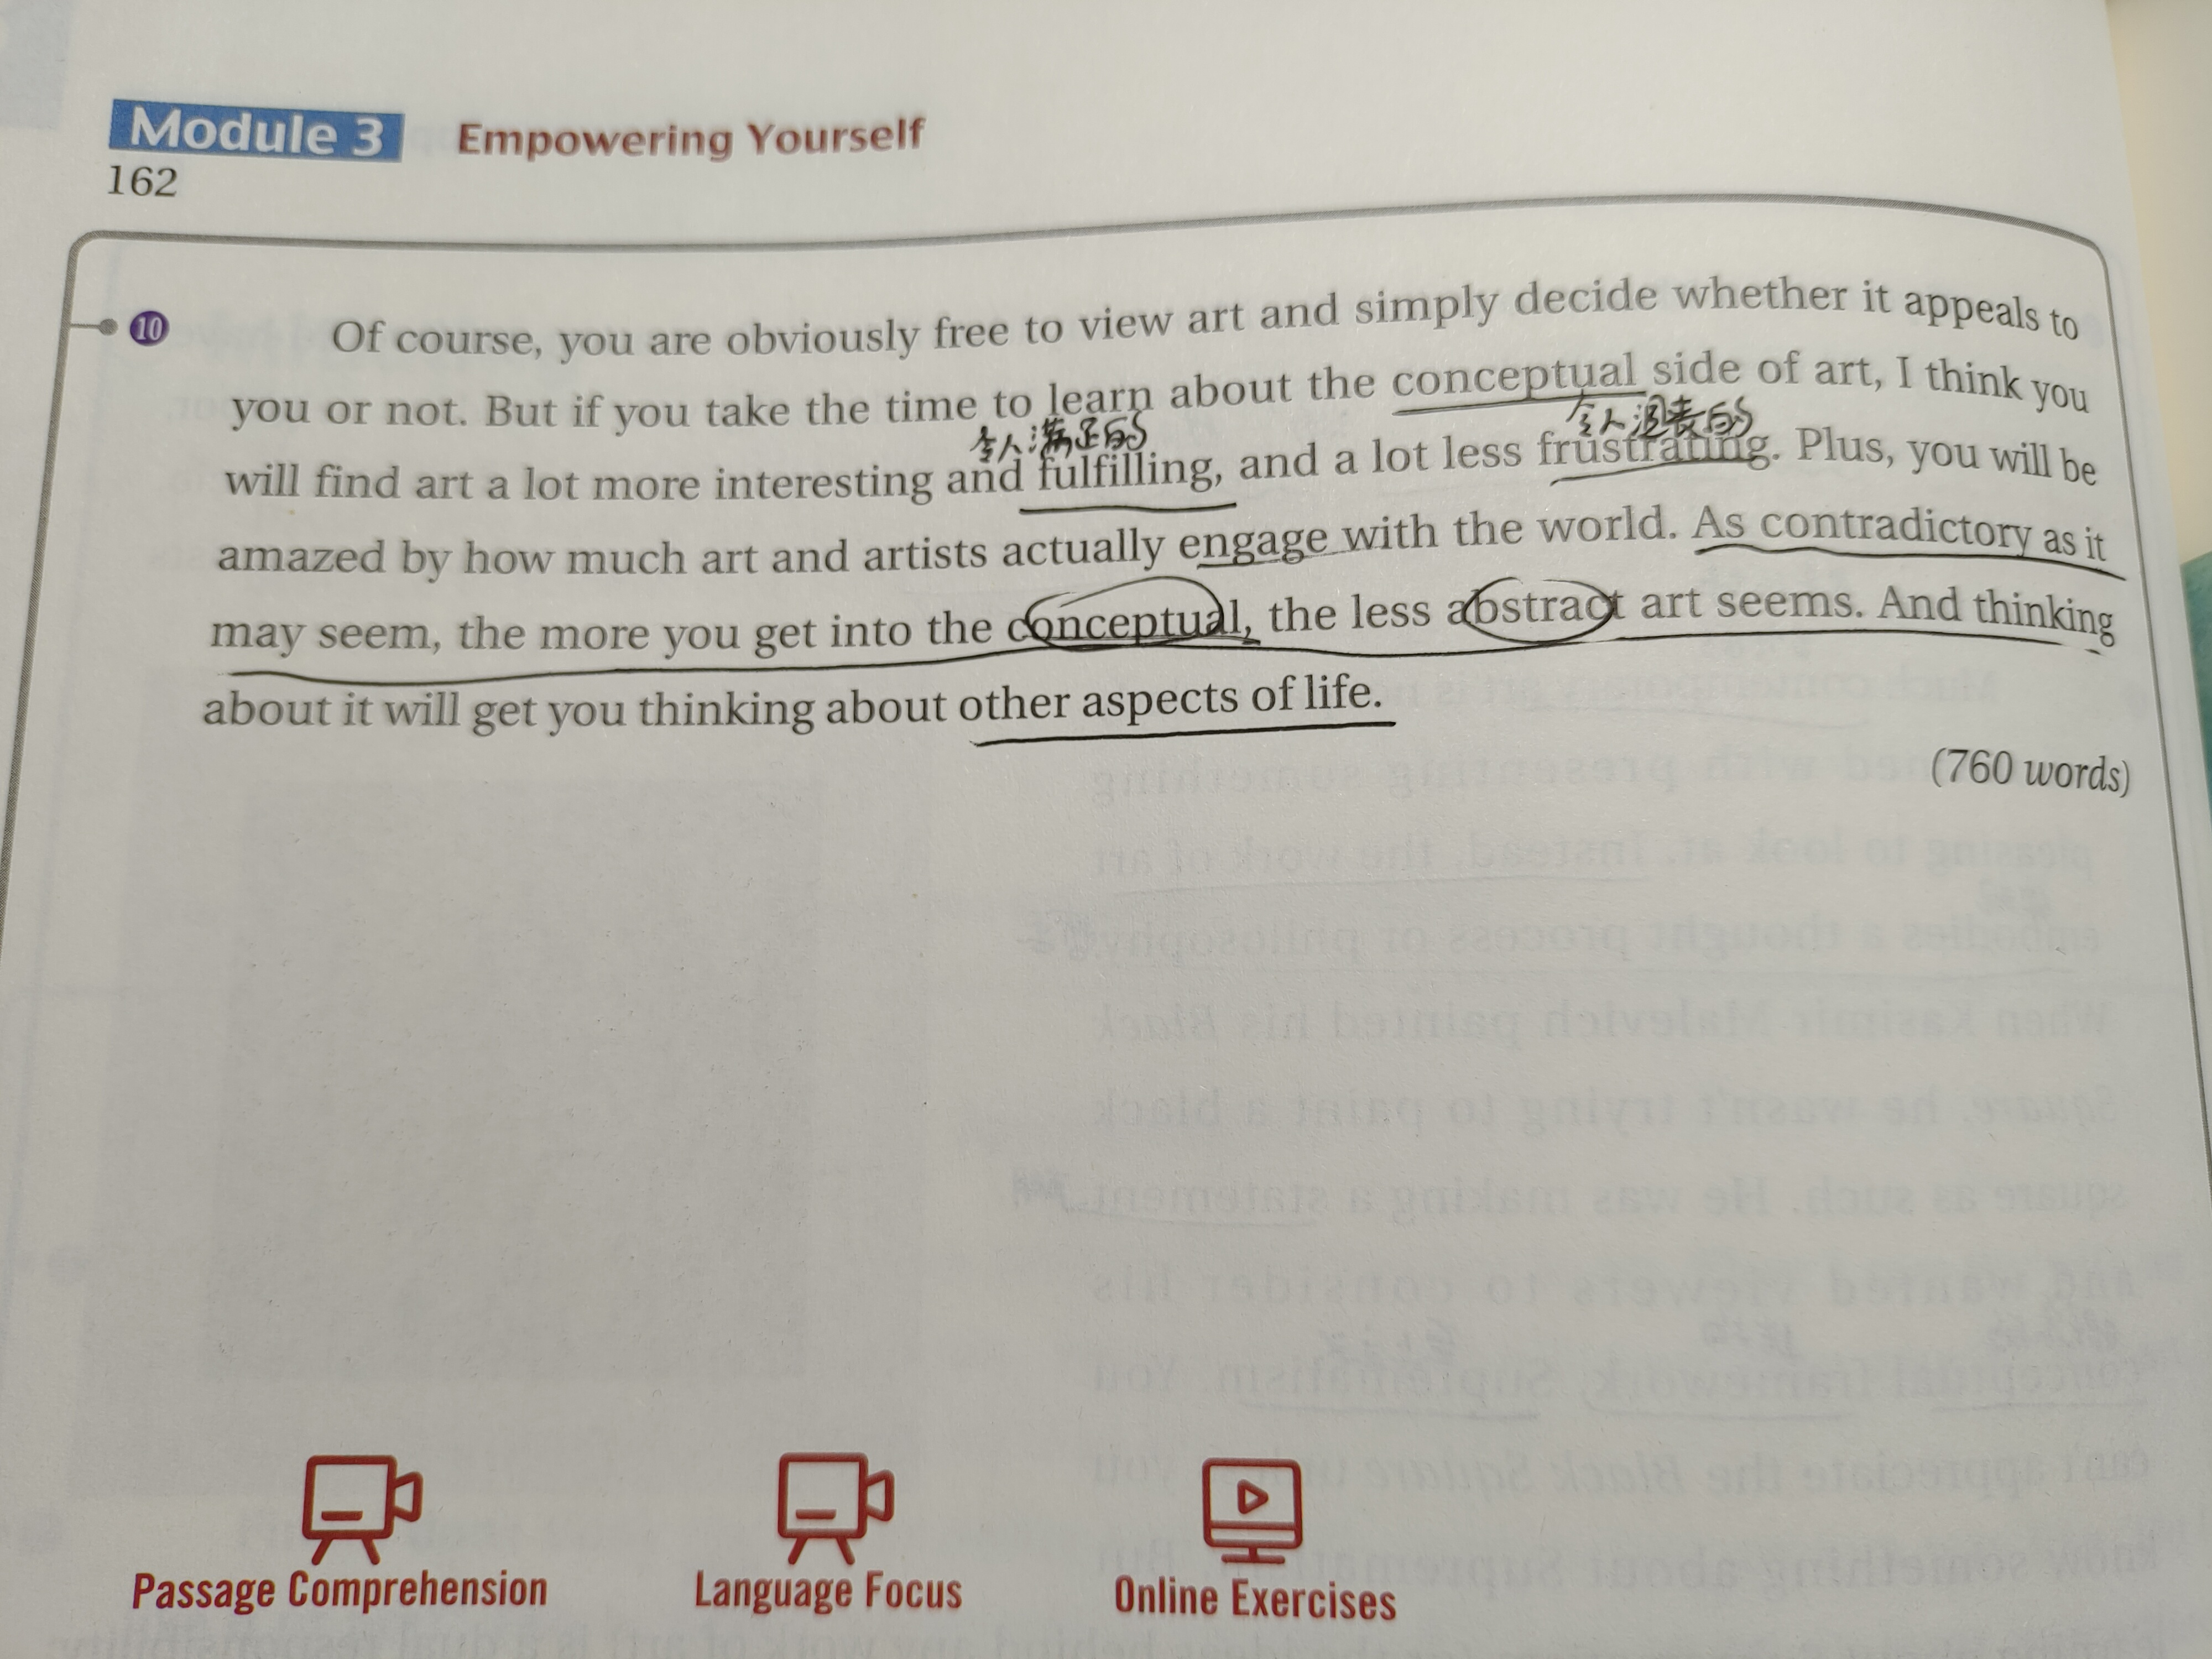 Module 3 Empowering Yourself
162
10 Of course, you are obviously free to view art and simply decide whether it appeals to
you or not. But if you take the time to learn about the conceptual side of art, I think you
令人满足的 令人沮丧的
will find art a lot more interesting and fulfilling, and a lot less frustrating. Plus, you will be
amazed by how much art and artists actually engage with the world. As contradictory as it
may seem, the more you get into the conceptual, the less abstract art seems. And thinking
about it will get you thinking about other aspects of life.
(760 words)
Passage Comprehension Language Focus Online Exercises